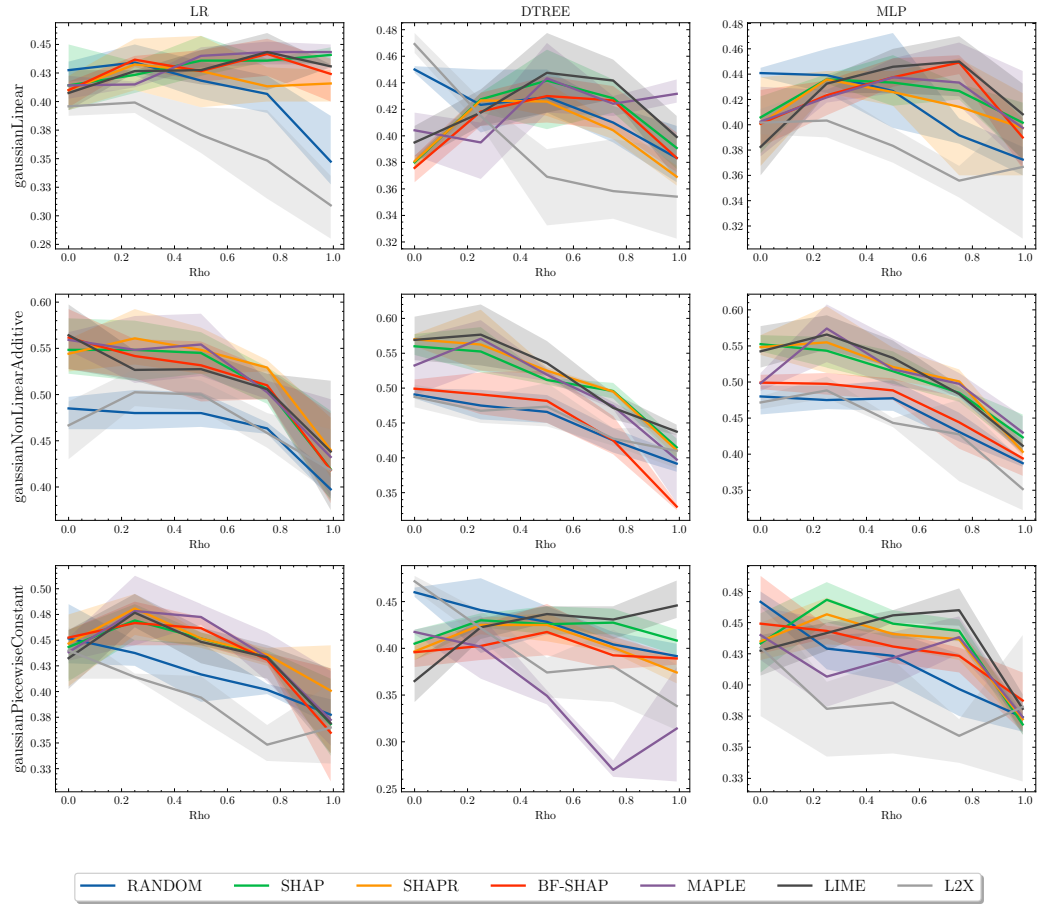 LR DTREE MLP
gaussianLinear
0.45
0.43
0.40
0.38
0.35
0.33
0.30
0.28
0.0 0.2 0.4 0.6 0.8 1.0
Rho
0.48
0.46
0.44
0.42
0.40
0.38
0.36
0.34
0.32
0.0 0.2 0.4 0.6 0.8 1.0
Rho
0.48
0.46
0.44
0.42
0.40
0.38
0.36
0.34
0.32
0.0 0.2 0.4 0.6 0.8 1.0
Rho
gaussianNonLinearAdditive
0.60
0.55
0.50
0.45
0.40
0.0 0.2 0.4 0.6 0.8 1.0
Rho
0.60
0.55
0.50
0.45
0.40
0.35
0.0 0.2 0.4 0.6 0.8 1.0
Rho
0.60
0.55
0.50
0.45
0.40
0.35
0.0 0.2 0.4 0.6 0.8 1.0
Rho
gaussianPiecewiseConstant
0.50
0.48
0.45
0.43
0.40
0.38
0.35
0.33
0.0 0.2 0.4 0.6 0.8 1.0
Rho
0.45
0.40
0.35
0.30
0.25
0.0 0.2 0.4 0.6 0.8 1.0
Rho
0.48
0.45
0.43
0.40
0.38
0.35
0.33
0.0 0.2 0.4 0.6 0.8 1.0
Rho
RANDOM SHAP SHAPR BF-SHAP MAPLE LIME L2X